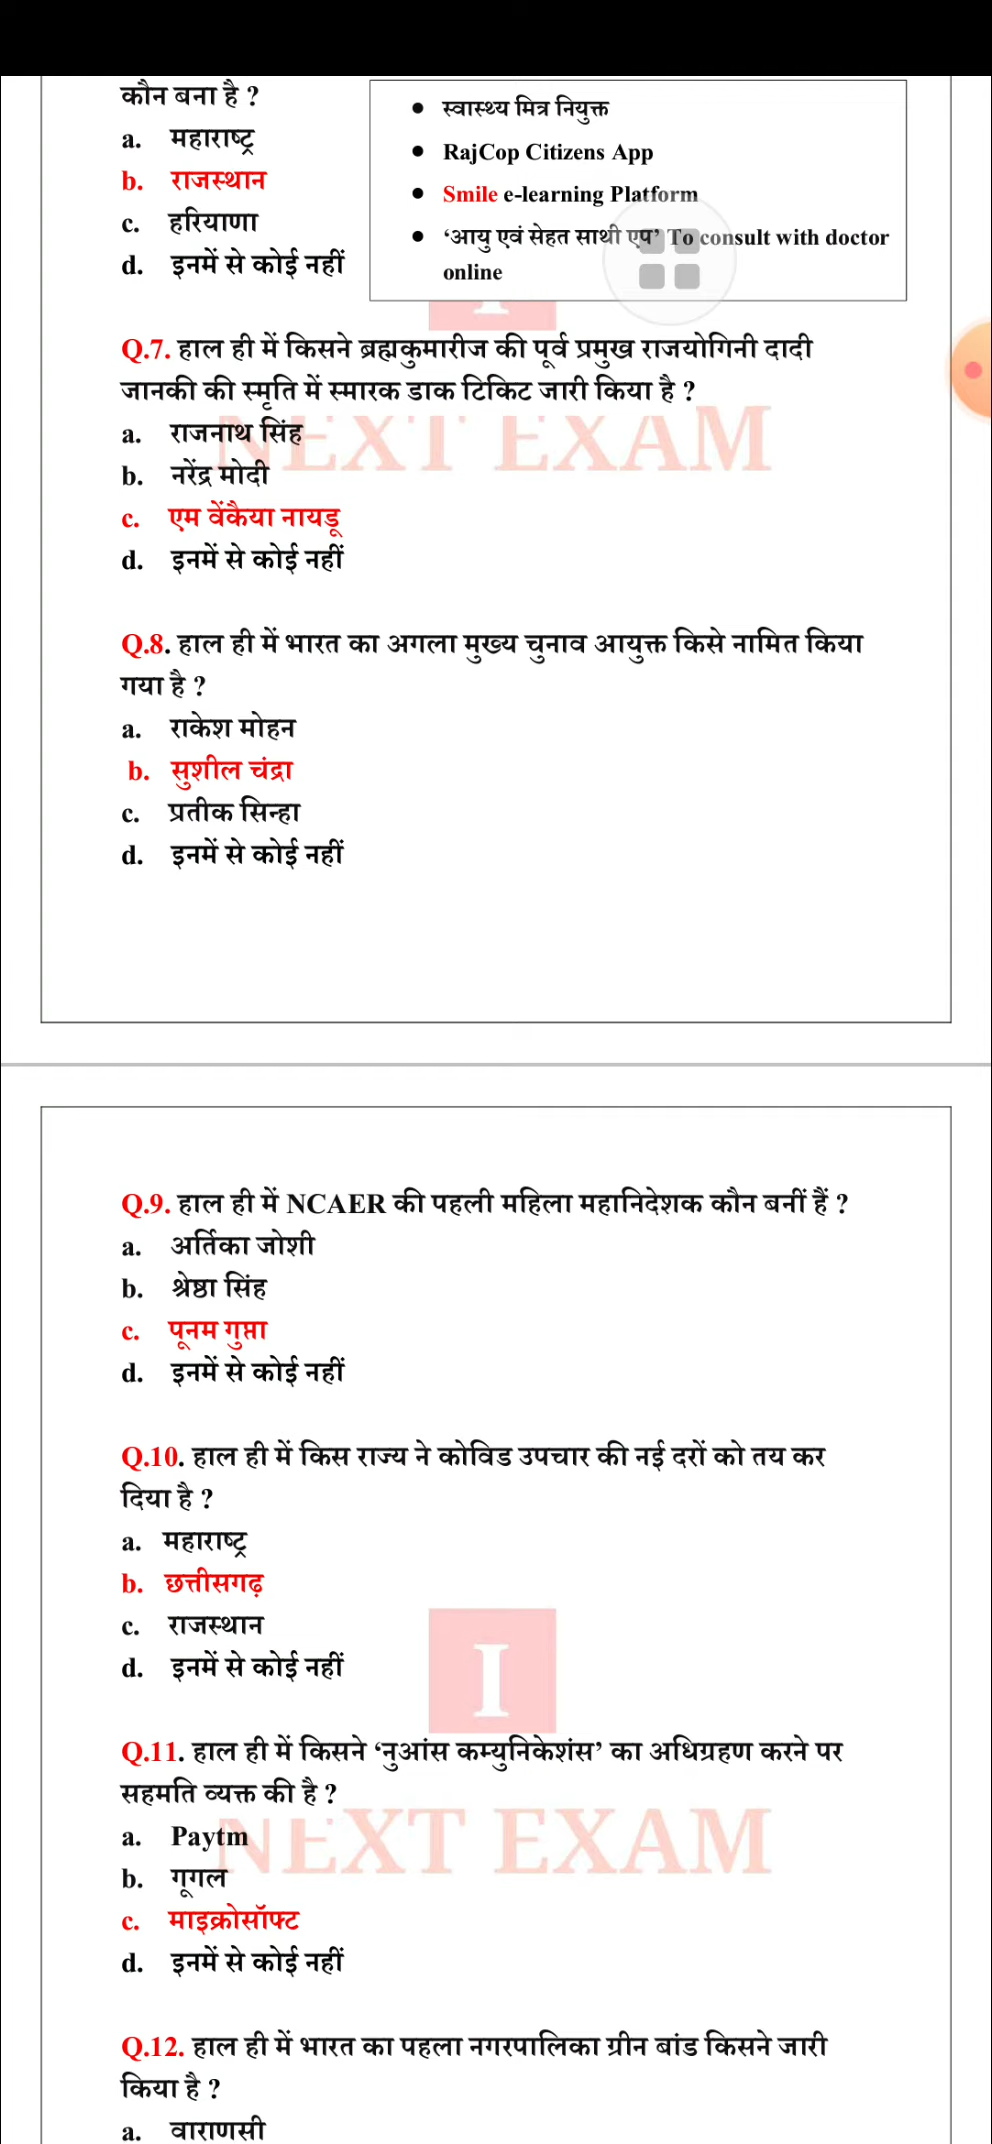 कौन बना है ?
a. महाराष्ट्र
b. राजस्थान
c. हरियाणा
d. इनमें से कोई नहीं
• स्वास्थ्य मित्र नियुक्त
• RajCop Citizens App
• Smile e-learning Platform
• ‘आयु एवं सेहत साथी एप’ To consult with doctor
online
Q.7. हाल ही में किसने ब्रह्मकुमारीज की पूर्व प्रमुख राजयोगिनी दादी
जानकी की स्मृति में स्मारक डाक टिकिट जारी किया है ?
a. राजनाथ सिंह
b. नरेंद्र मोदी
c. एम वेंकैया नायडू
d. इनमें से कोई नहीं
NEXT EXAM
Q.8. हाल ही में भारत का अगला मुख्य चुनाव आयुक्त किसे नामित किया
गया है ?
a. राकेश मोहन
b. सुशील चंद्रा
c. प्रतीक सिन्हा
d. इनमें से कोई नहीं
Q.9. हाल ही में NCAER की पहली महिला महानिदेशक कौन बनीं हैं ?
a. अर्तिका जोशी
b. श्रेष्ठा सिंह
c. पूनम गुप्ता
d. इनमें से कोई नहीं
Q.10. हाल ही में किस राज्य ने कोविड उपचार की नई दरों को तय कर
दिया है ?
a. महाराष्ट्र
b. छत्तीसगढ़
c. राजस्थान
d. इनमें से कोई नहीं
I
Q.11. हाल ही में किसने ‘नुआंस कम्युनिकेशंस’ का अधिग्रहण करने पर
सहमति व्यक्त की है ?
NEXT EXAM
a. Paytm
b. गूगल
c. माइक्रोसॉफ्ट
d. इनमें से कोई नहीं
Q.12. हाल ही में भारत का पहला नगरपालिका ग्रीन बांड किसने जारी
किया है ?
a. वाराणसी